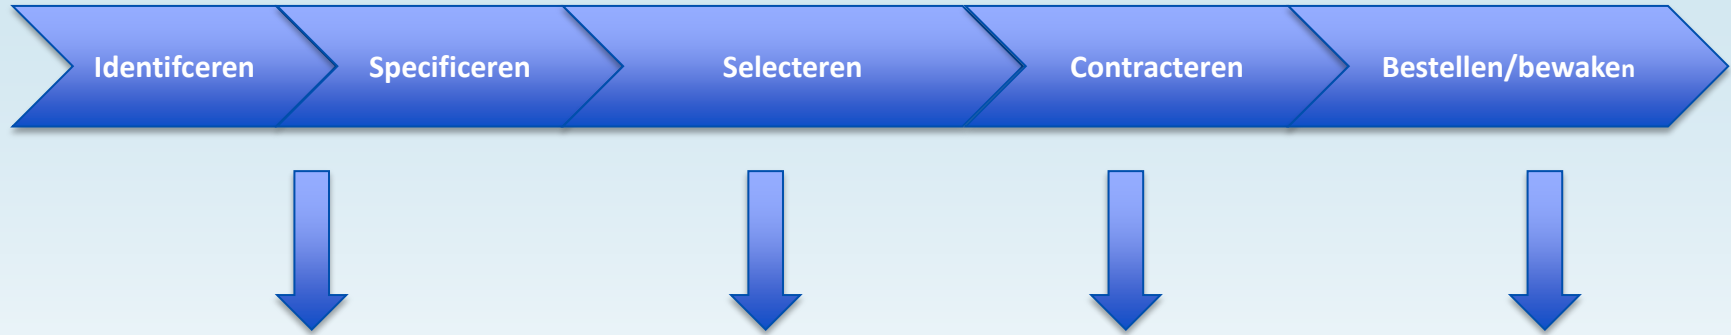 Identifceren
Specificeren
Selecteren
Contracteren
Bestellen/bewaken